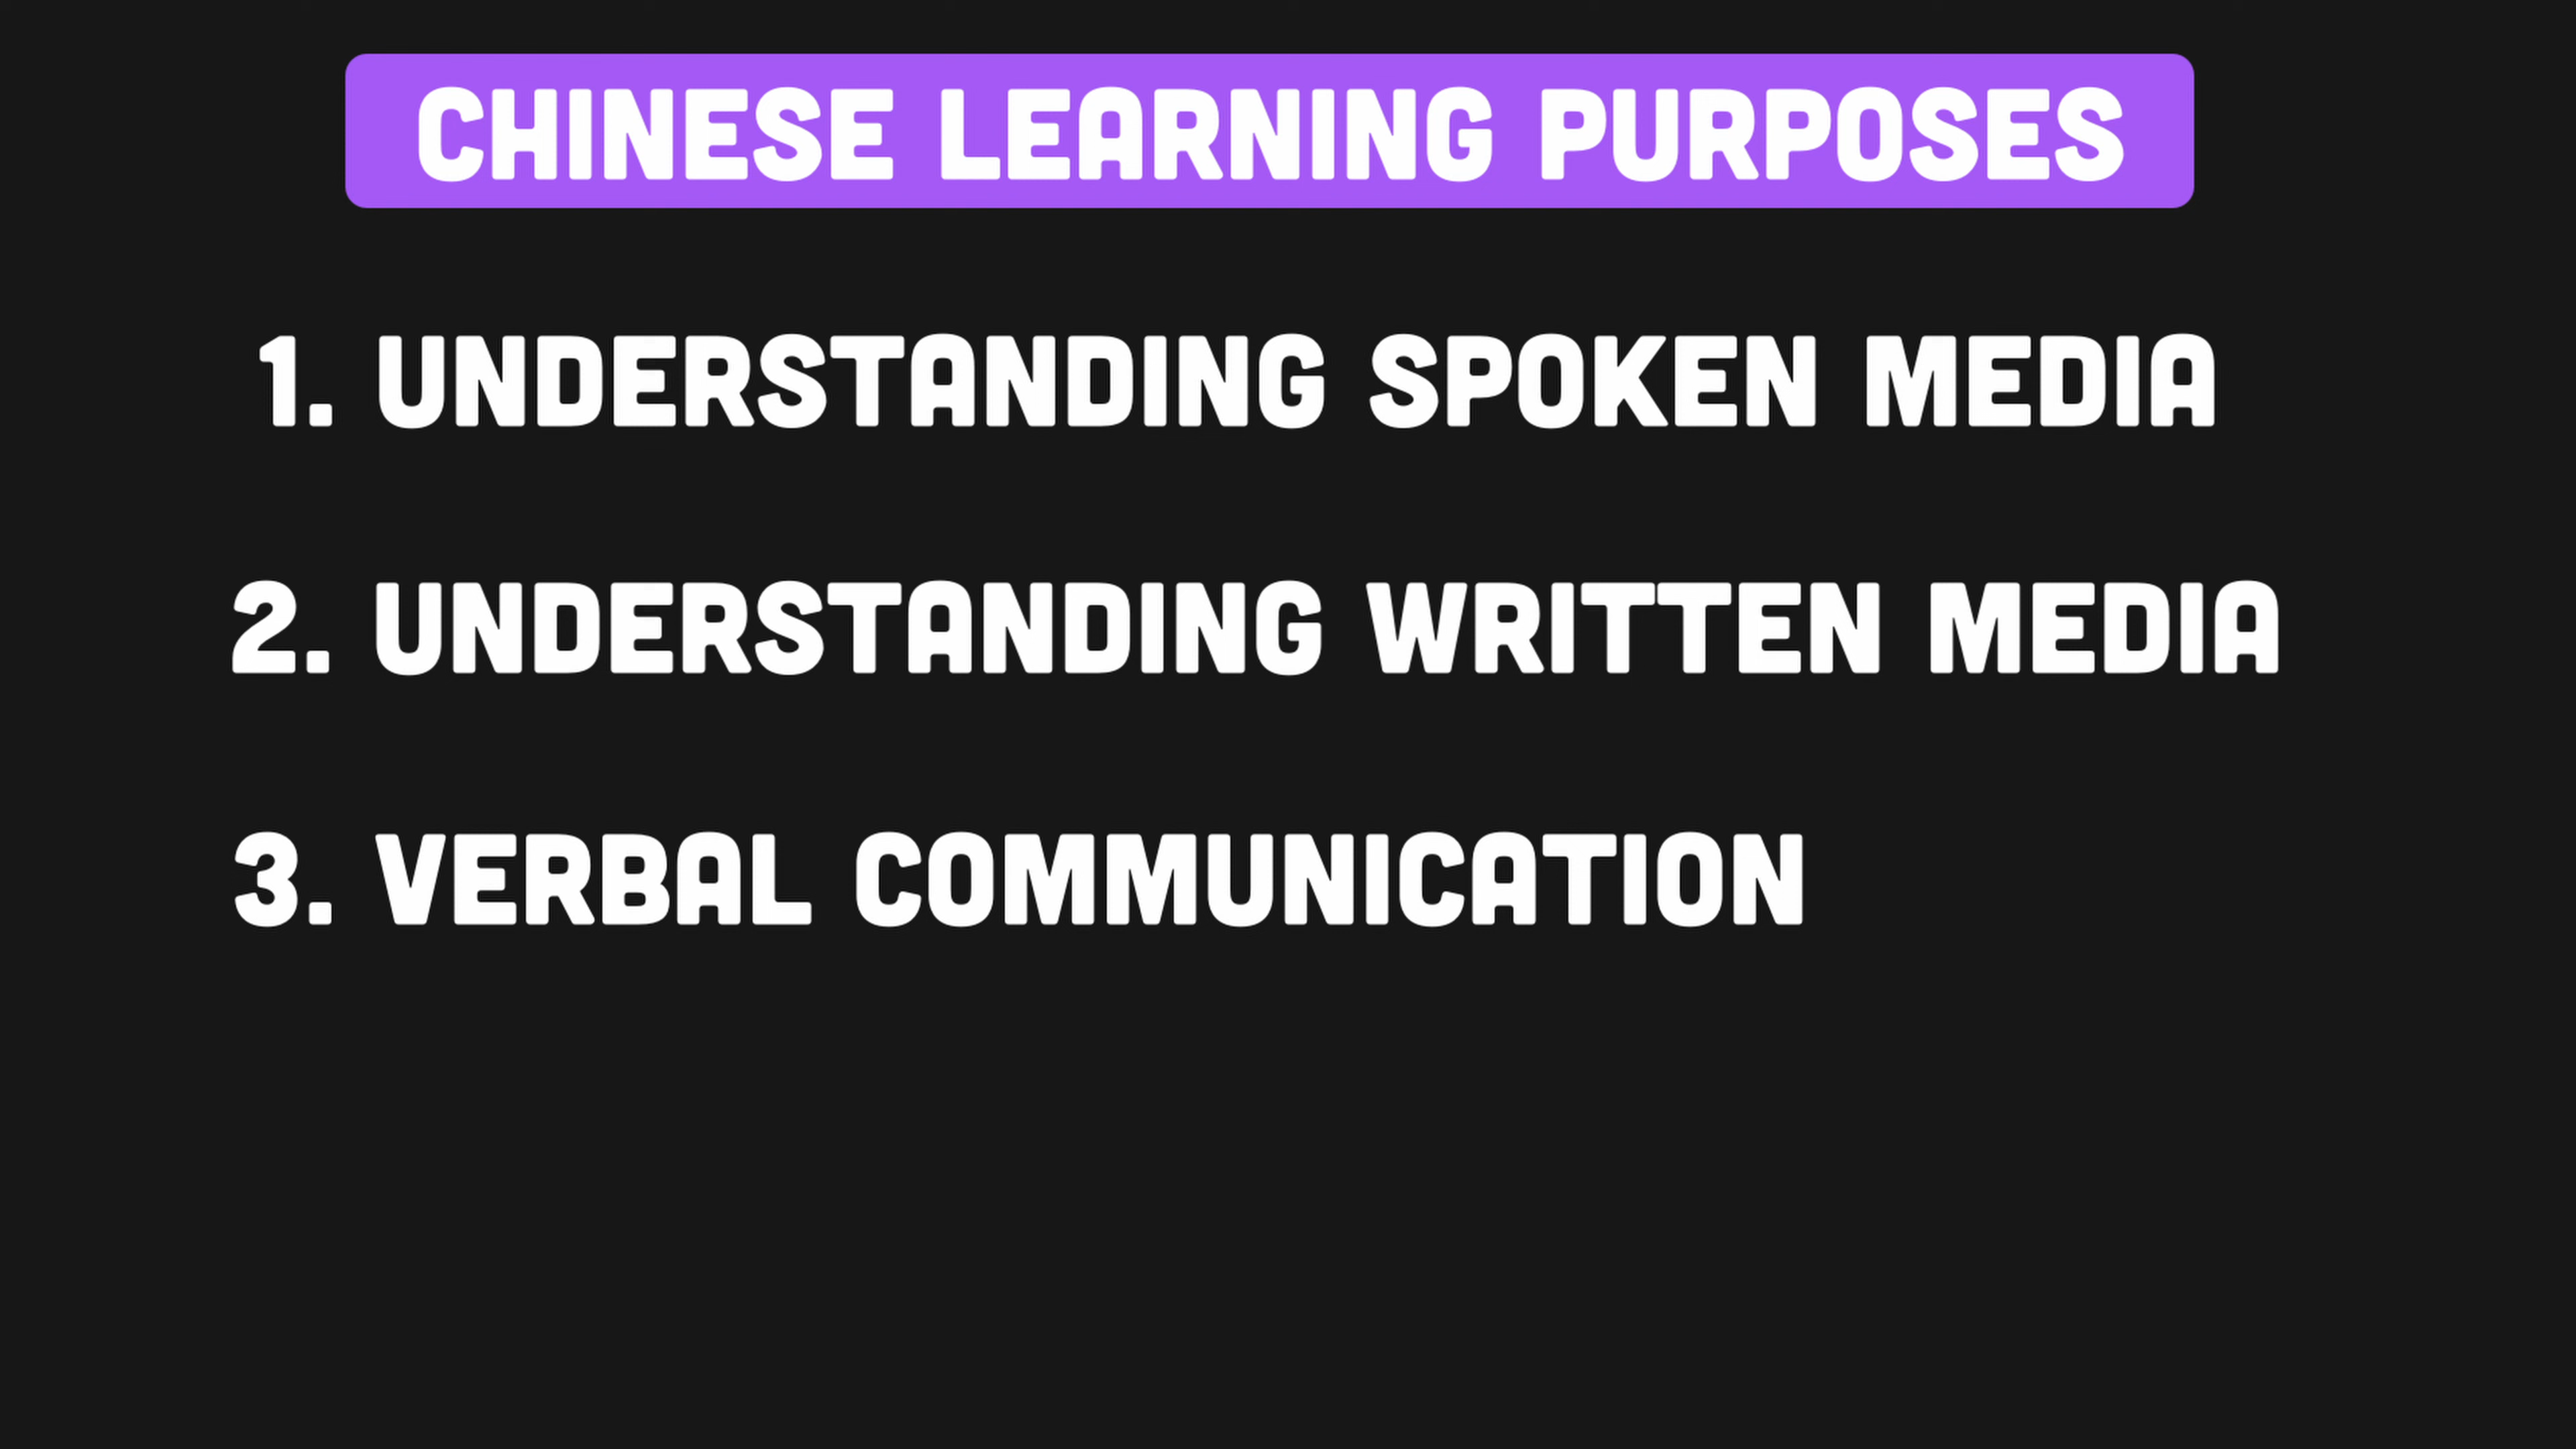 CHINESE LEARNING PURPOSES
1. UNDERSTANDING SPOKEN MEDIA
2. UNDERSTANDING WRITTEN MEDIA
3. VERBAL COMMUNICATION